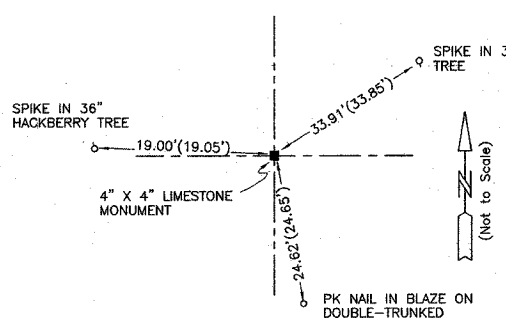 SPIKE IN 3
TREE
SPIKE IN 36"
HACKBERRY TREE
33.91'(33.85')
19.00'(19.05')
4" X 4" LIMESTONE
MONUMENT
24.62'(24.65')
N
(Not to Scale)
PK NAIL IN BLAZE ON
DOUBLE-TRUNKED